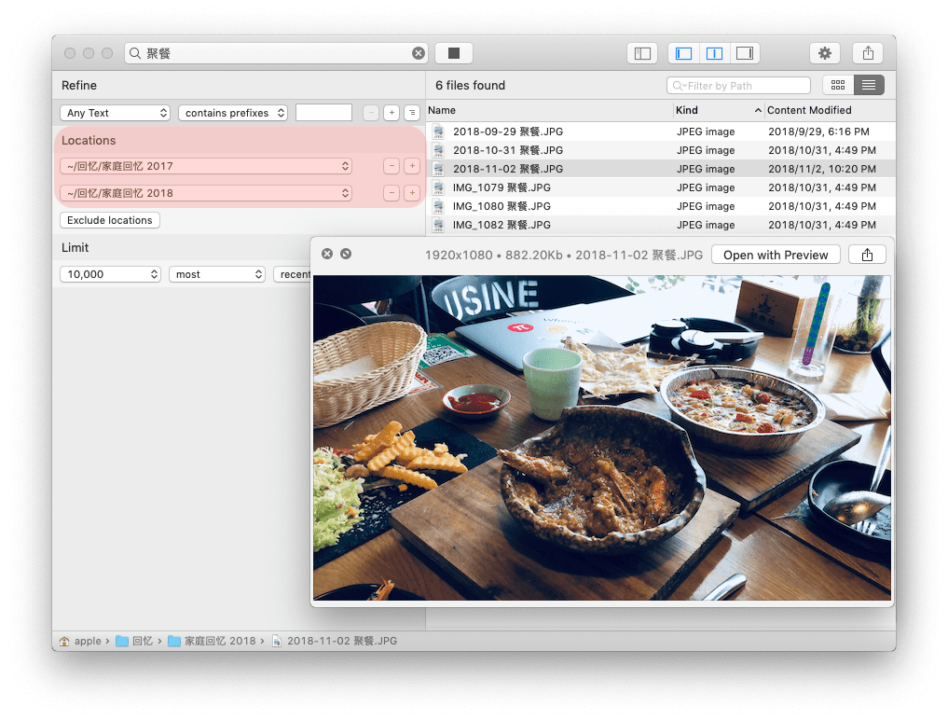 聚餐
Refine
6 files found
Filter by Path
Any Text
contains prefixes
Name
Kind
Content Modified
Locations
~/回忆/家庭回忆 2017
~/回忆/家庭回忆 2018
Exclude locations
Limit
10,000
most
recent
2018-09-29 聚餐.JPG JPEG image 2018/9/29, 6:16 PM
2018-10-31 聚餐.JPG JPEG image 2018/10/31, 4:49 PM
2018-11-02 聚餐.JPG JPEG image 2018/11/2, 10:20 PM
IMG_1079 聚餐.JPG JPEG image 2018/10/31, 4:49 PM
IMG_1080 聚餐.JPG JPEG image 2018/10/31, 4:49 PM
IMG_1082 聚餐.JPG JPEG image 2018/10/31, 4:49 PM
1920x1080 • 882.20Kb • 2018-11-02 聚餐.JPG
Open with Preview
USINE
apple › 回忆 › 家庭回忆 2018 › 2018-11-02 聚餐.JPG